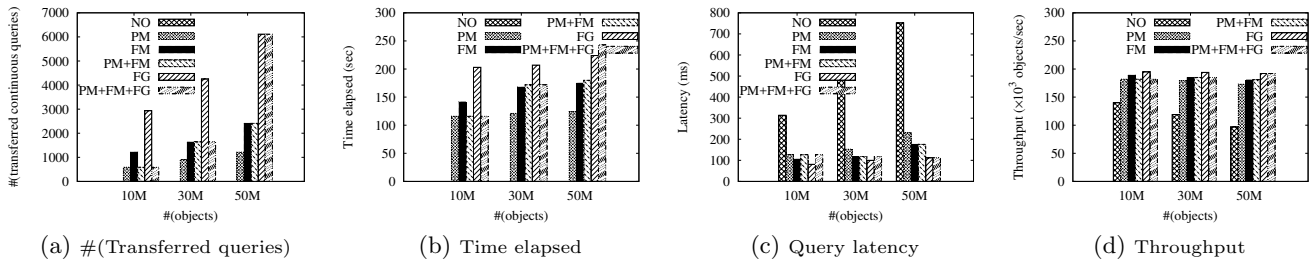 #(transferred continuous queries)
7000
6000
5000
4000
3000
2000
1000
0
NO
PM
FM
PM+FM
FG
PM+FM+FG
10M 30M 50M
#(objects)
(a) #(Transferred queries)
Time elapsed (sec)
300
250
200
150
100
50
0
NO
PM
FM
PM+FM
FG
PM+FM+FG
10M 30M 50M
#(objects)
(b) Time elapsed
Latency (ms)
800
700
600
500
400
300
200
100
0
NO
PM
FM
PM+FM
FG
PM+FM+FG
10M 30M 50M
#(objects)
(c) Query latency
Throughput (×10³ objects/sec)
300
250
200
150
100
50
0
NO
PM
FM
PM+FM
FG
PM+FM+FG
10M 30M 50M
#(objects)
(d) Throughput